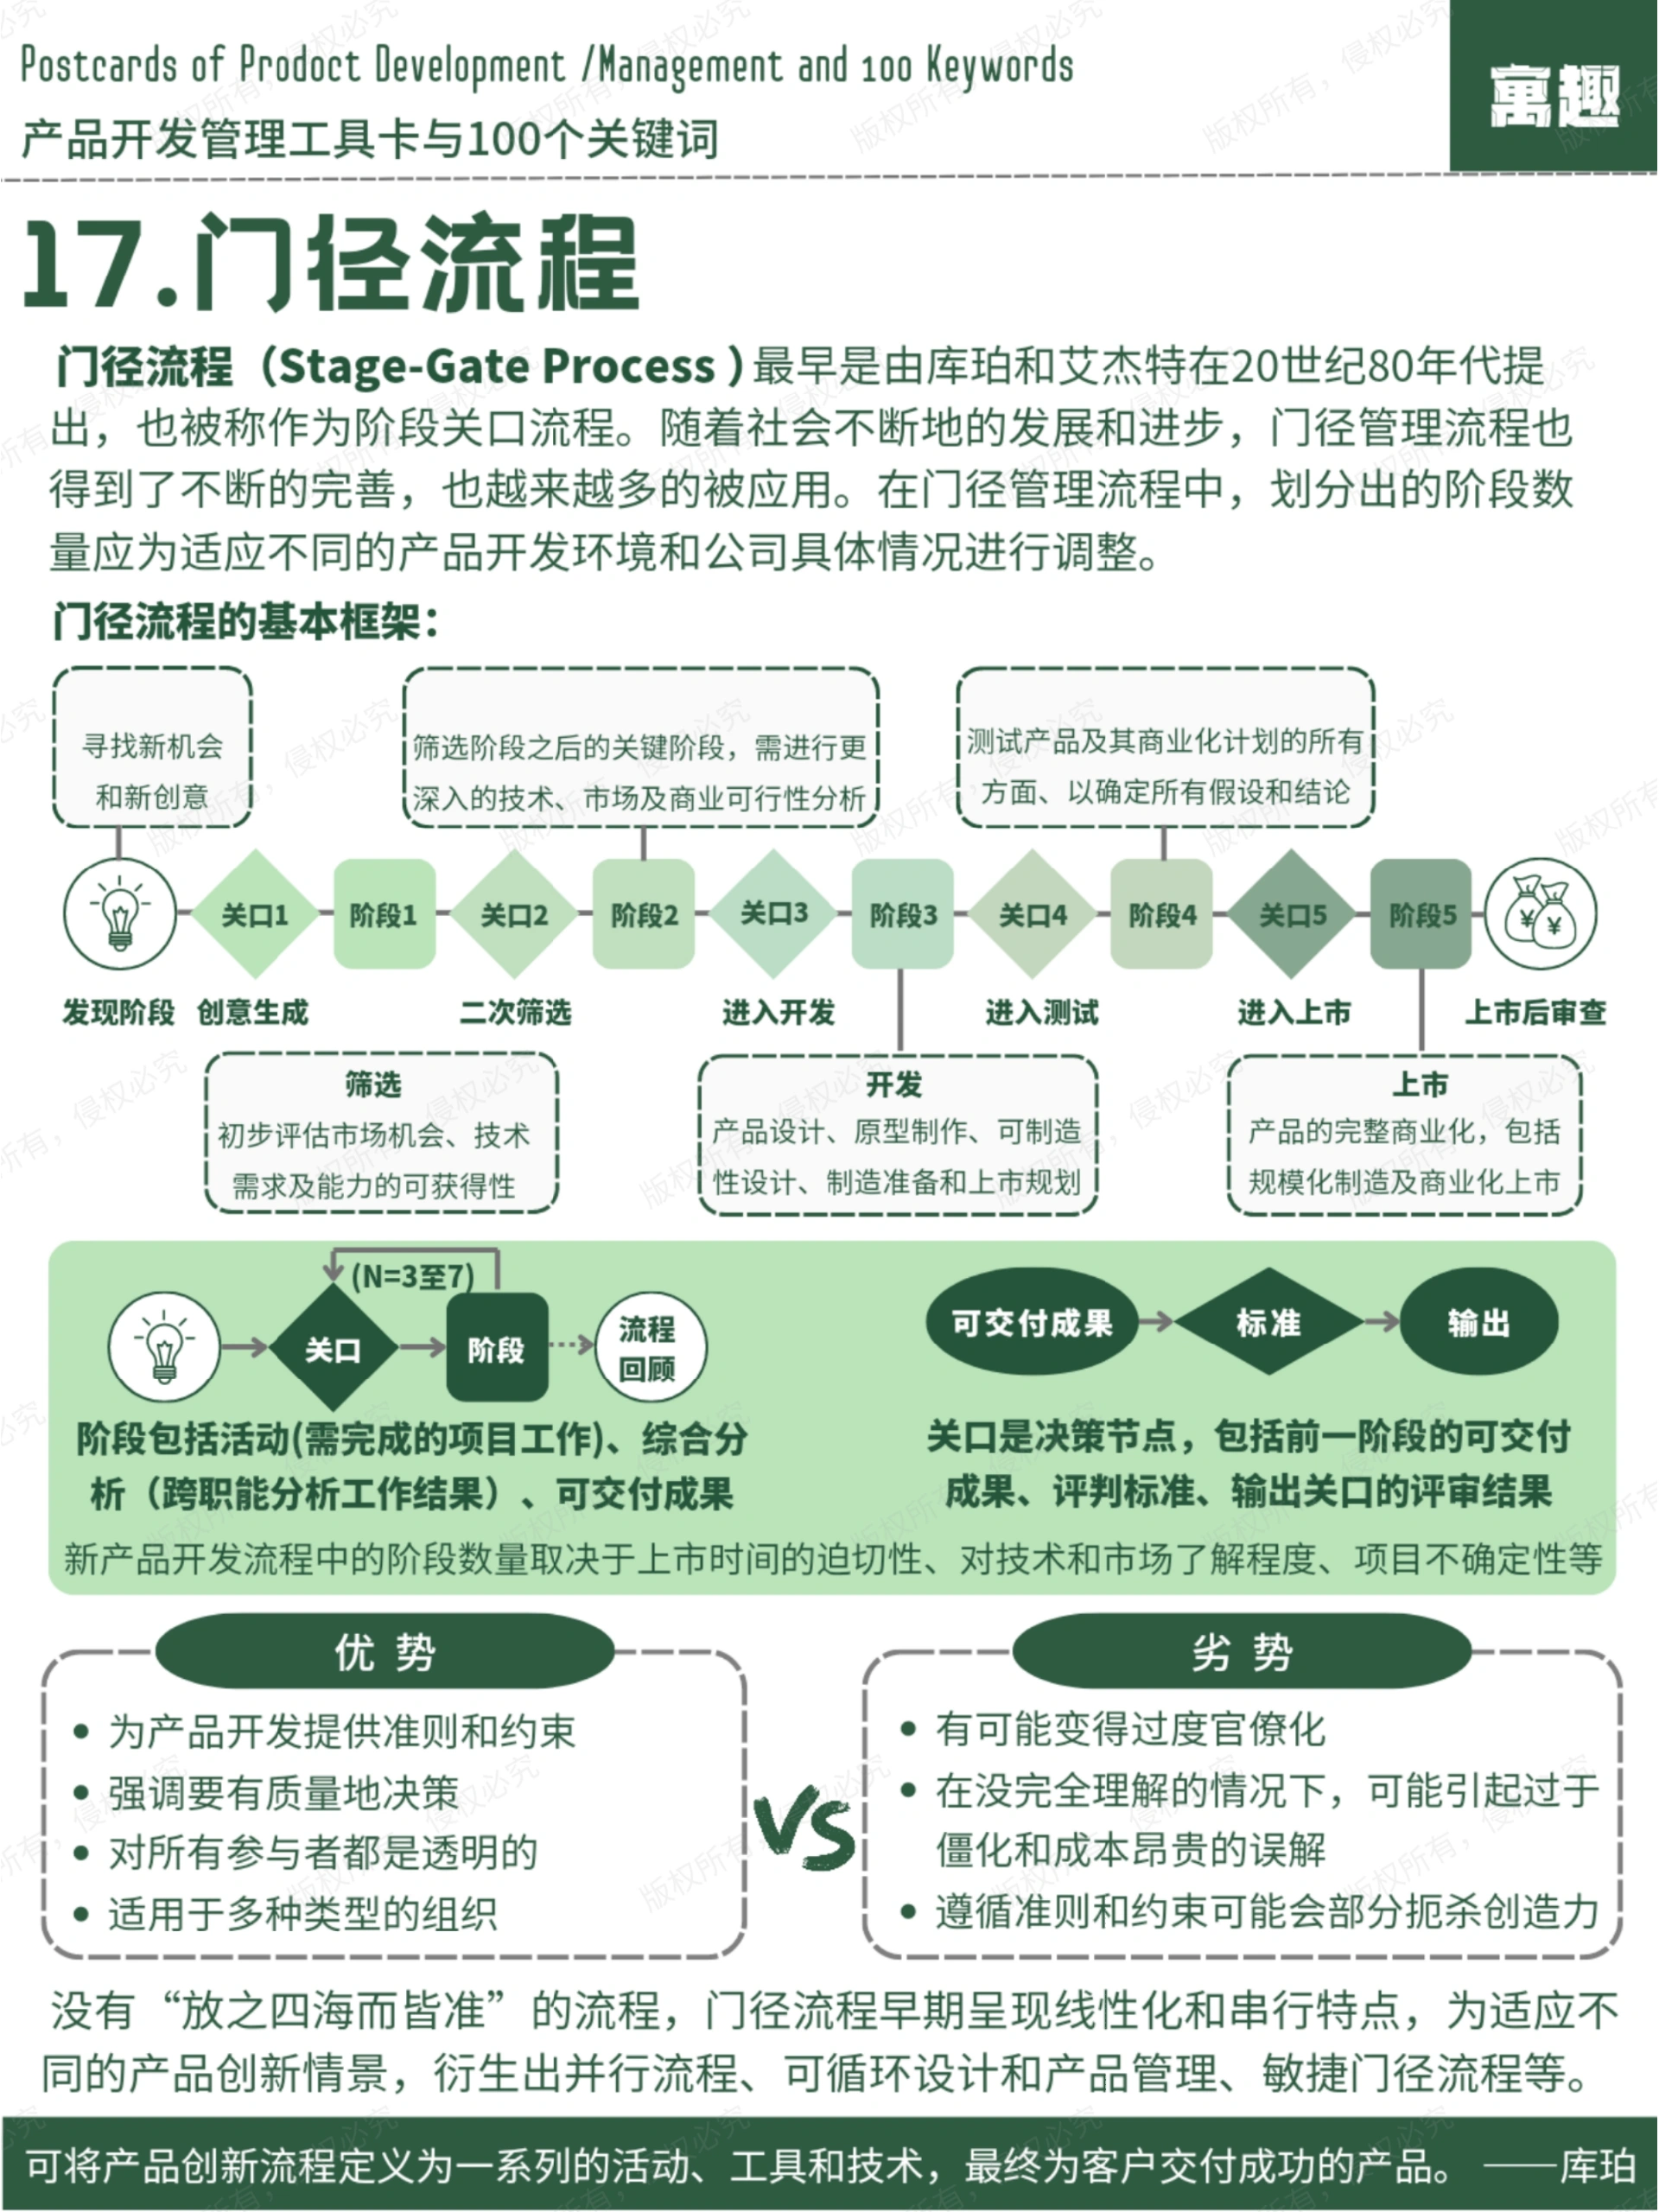 Postcards of Prodoct Development /Management and 100 Keywords
产品开发管理工具卡与100个关键词
寓趣
17.门径流程
门径流程（Stage-Gate Process ）最早是由库珀和艾杰特在20世纪80年代提
出，也被称作为阶段关口流程。随着社会不断地的发展和进步，门径管理流程也
得到了不断的完善，也越来越多的被应用。在门径管理流程中，划分出的阶段数
量应为适应不同的产品开发环境和公司具体情况进行调整。
门径流程的基本框架：
寻找新机会
和新创意
筛选阶段之后的关键阶段，需进行更
深入的技术、市场及商业可行性分析
测试产品及其商业化计划的所有
方面、以确定所有假设和结论
关口1
阶段1
关口2
阶段2
关口3
阶段3
关口4
阶段4
关口5
阶段5
发现阶段
创意生成
二次筛选
进入开发
进入测试
进入上市
上市后审查
筛选
初步评估市场机会、技术
需求及能力的可获得性
开发
产品设计、原型制作、可制造
性设计、制造准备和上市规划
上市
产品的完整商业化，包括
规模化制造及商业化上市
(N=3至7)
关口
阶段
流程
回顾
阶段包括活动(需完成的项目工作)、综合分
析（跨职能分析工作结果）、可交付成果
可交付成果
标准
输出
关口是决策节点，包括前一阶段的可交付
成果、评判标准、输出关口的评审结果
新产品开发流程中的阶段数量取决于上市时间的迫切性、对技术和市场了解程度、项目不确定性等
优 势
• 为产品开发提供准则和约束
• 强调要有质量地决策
• 对所有参与者都是透明的
• 适用于多种类型的组织
VS
劣 势
• 有可能变得过度官僚化
• 在没完全理解的情况下，可能引起过于
僵化和成本昂贵的误解
• 遵循准则和约束可能会部分扼杀创造力
没有“放之四海而皆准”的流程，门径流程早期呈现线性化和串行特点，为适应不
同的产品创新情景，衍生出并行流程、可循环设计和产品管理、敏捷门径流程等。
可将产品创新流程定义为一系列的活动、工具和技术，最终为客户交付成功的产品。 ——库珀
版权所有，侵权必究